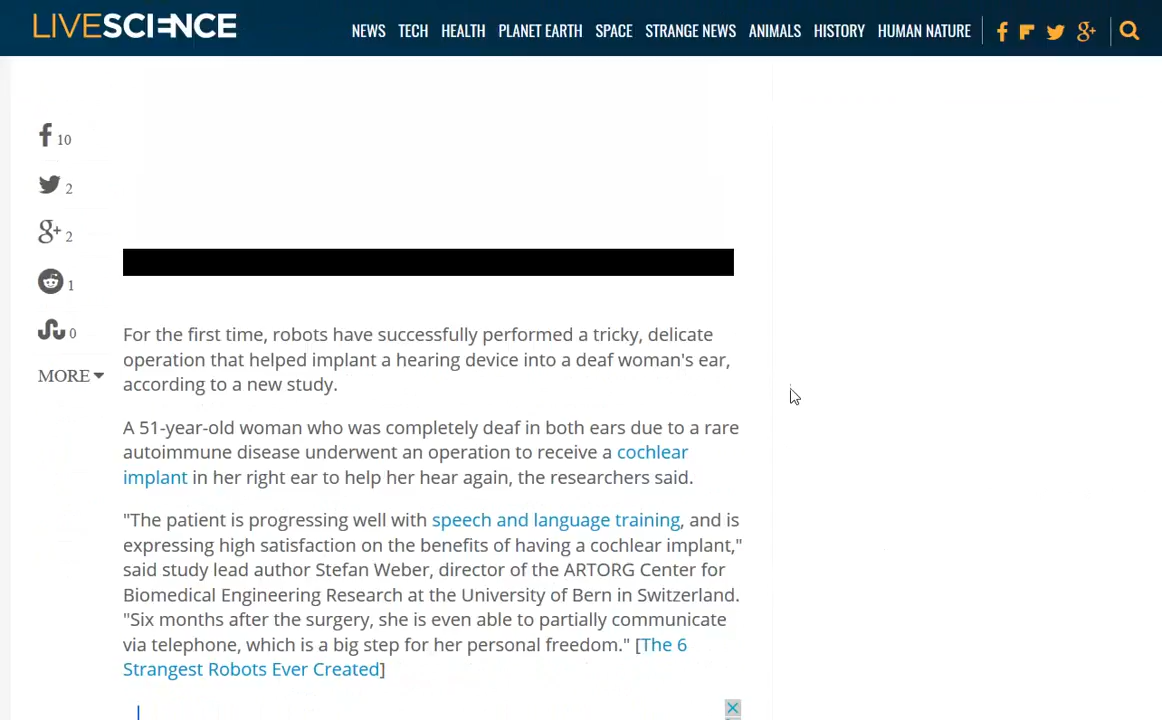 LIVESCIENCE
NEWS TECH HEALTH PLANET EARTH SPACE STRANGE NEWS ANIMALS HISTORY HUMAN NATURE
10
2
2
1
0
MORE
For the first time, robots have successfully performed a tricky, delicate
operation that helped implant a hearing device into a deaf woman's ear,
according to a new study.
A 51-year-old woman who was completely deaf in both ears due to a rare
autoimmune disease underwent an operation to receive a cochlear
implant in her right ear to help her hear again, the researchers said.
"The patient is progressing well with speech and language training, and is
expressing high satisfaction on the benefits of having a cochlear implant,"
said study lead author Stefan Weber, director of the ARTORG Center for
Biomedical Engineering Research at the University of Bern in Switzerland.
"Six months after the surgery, she is even able to partially communicate
via telephone, which is a big step for her personal freedom." [The 6
Strangest Robots Ever Created]